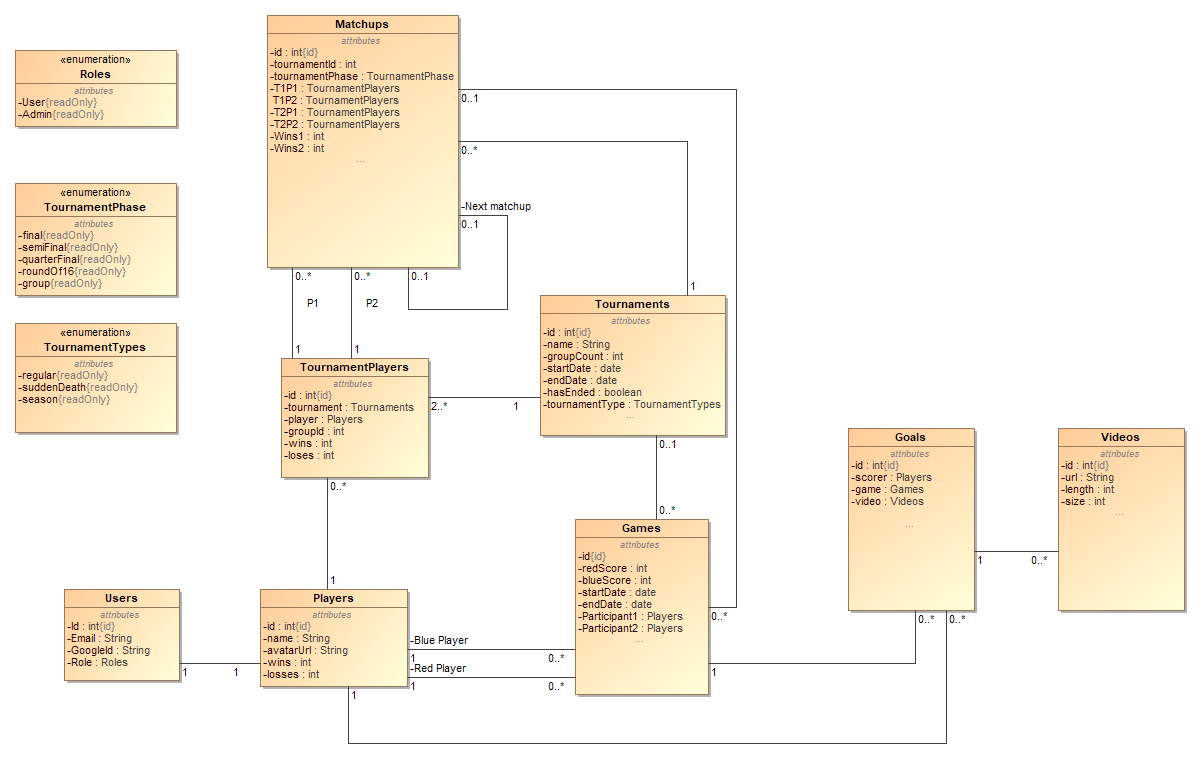 «enumeration»
Roles
attributes
-User{readOnly}
-Admin{readOnly}
«enumeration»
TournamentPhase
attributes
-final{readOnly}
-semiFinal{readOnly}
-quarterFinal{readOnly}
-roundOf16{readOnly}
-group{readOnly}
«enumeration»
TournamentTypes
attributes
-regular{readOnly}
-suddenDeath{readOnly}
-season{readOnly}
Matchups
attributes
-id : int{id}
-tournamentId : int
-tournamentPhase : TournamentPhase
-T1P1 : TournamentPlayers
T1P2 : TournamentPlayers
-T2P1 : TournamentPlayers
-T2P2 : TournamentPlayers
-Wins1 : int
-Wins2 : int
...
0..1
0..*
-Next matchup
0..1
0..*
0..*
0..1
P1
P2
1
1
1
TournamentPlayers
attributes
-id : int{id}
-tournament : Tournaments
-player : Players
-groupId : int
-wins : int
-loses : int
2..*
1
0..*
1
Tournaments
attributes
-id : int{id}
-name : String
-groupCount : int
-startDate : date
-endDate : date
-hasEnded : boolean
-tournamentType : TournamentTypes
...
0..1
0..*
Games
attributes
-id{id}
-redScore : int
-blueScore : int
-startDate : date
-endDate : date
-Participant1 : Players
-Participant2 : Players
...
0..*
1
Goals
attributes
-id : int{id}
-scorer : Players
-game : Games
-video : Videos
...
1
0..*
0..*
0..*
Videos
attributes
-id : int{id}
-url : String
-length : int
-size : int
...
Users
attributes
-Id : int{id}
-Email : String
-GoogleId : String
-Role : Roles
1
1
Players
attributes
-id : int{id}
-name : String
-avatarUrl : String
-wins : int
-losses : int
-Blue Player
1
0..*
-Red Player
1
0..*
1